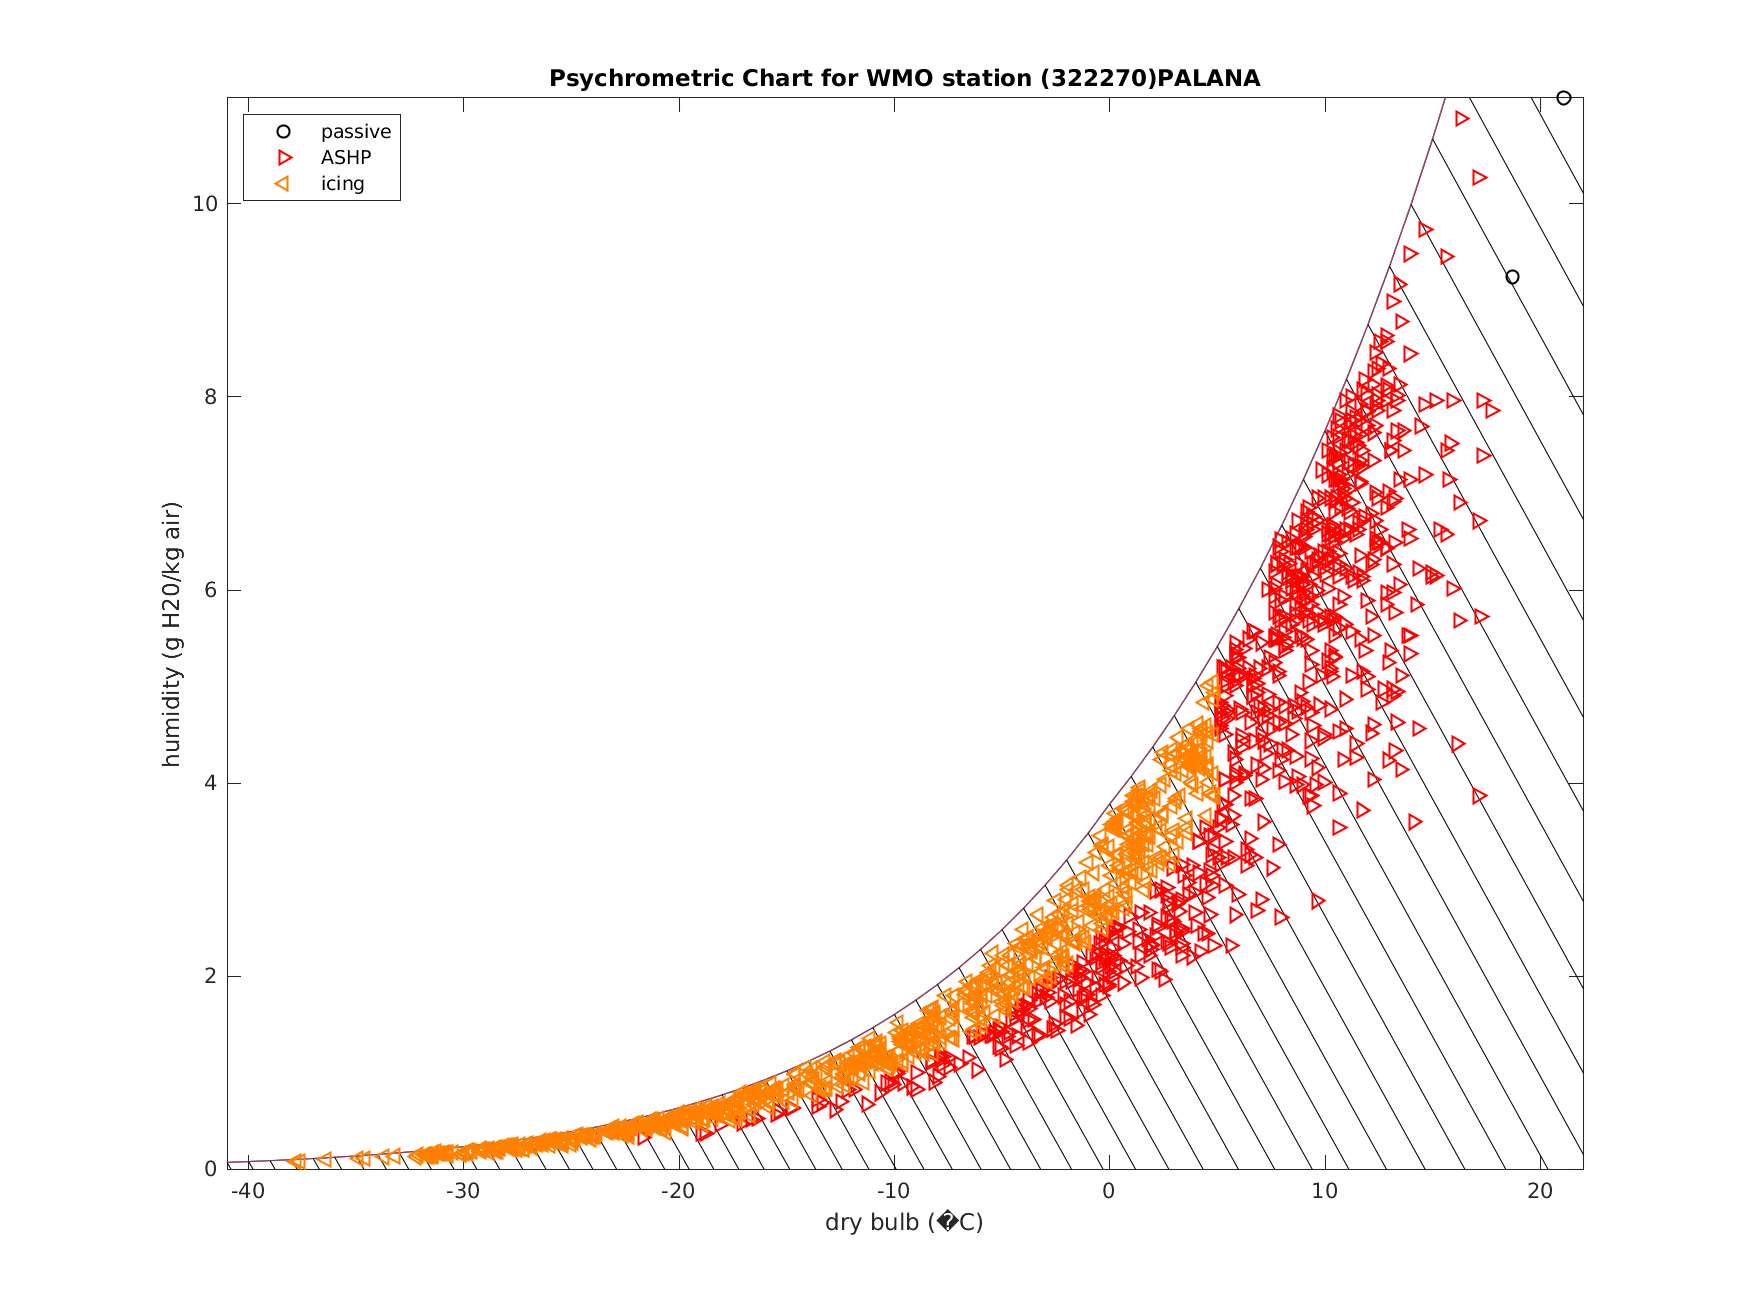 Psychrometric Chart for WMO station (322270)PALANA
passive
ASHP
icing
humidity (g H20/kg air)
10
8
6
4
2
0
-40 -30 -20 -10 0 10 20
dry bulb (�C)